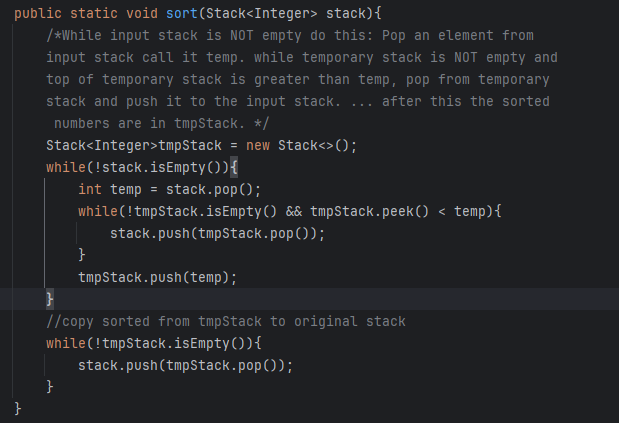 public static void sort(Stack<Integer> stack){
/*While input stack is NOT empty do this: Pop an element from
input stack call it temp. while temporary stack is NOT empty and
top of temporary stack is greater than temp, pop from temporary
stack and push it to the input stack. ... after this the sorted
numbers are in tmpStack. */
Stack<Integer>tmpStack = new Stack<>();
while(!stack.isEmpty()){
int temp = stack.pop();
while(!tmpStack.isEmpty() && tmpStack.peek() < temp){
stack.push(tmpStack.pop());
}
tmpStack.push(temp);
}
//copy sorted from tmpStack to original stack
while(!tmpStack.isEmpty()){
stack.push(tmpStack.pop());
}
}